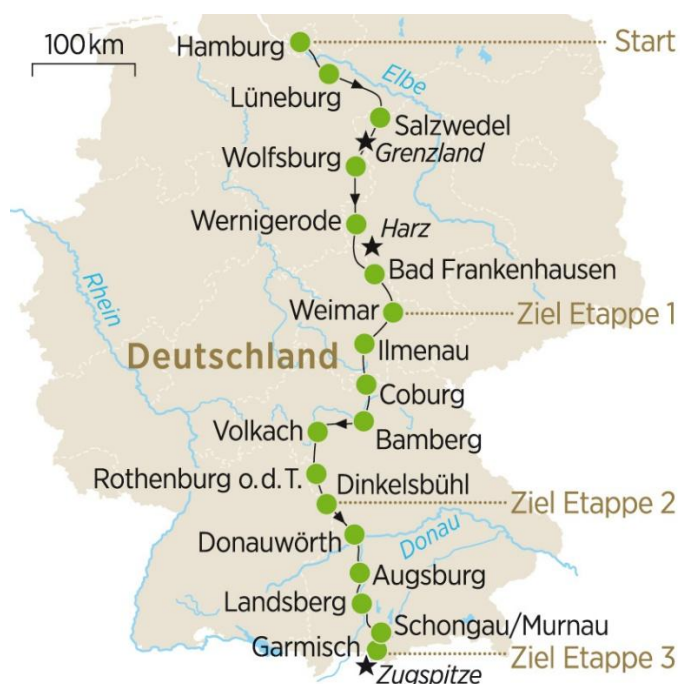 100 km
Hamburg
Start
Elbe
Lüneburg
Salzwedel
Grenzland
Wolfsburg
Wernigerode
Harz
Bad Frankenhausen
Rhein
Weimar
Ziel Etappe 1
Ilmenau
Deutschland
Coburg
Volkach
Bamberg
Rothenburg o.d.T.
Dinkelsbühl
Ziel Etappe 2
Donauwörth
Donau
Augsburg
Landsberg
Schongau/Murnau
Garmisch
Ziel Etappe 3
Zugspitze